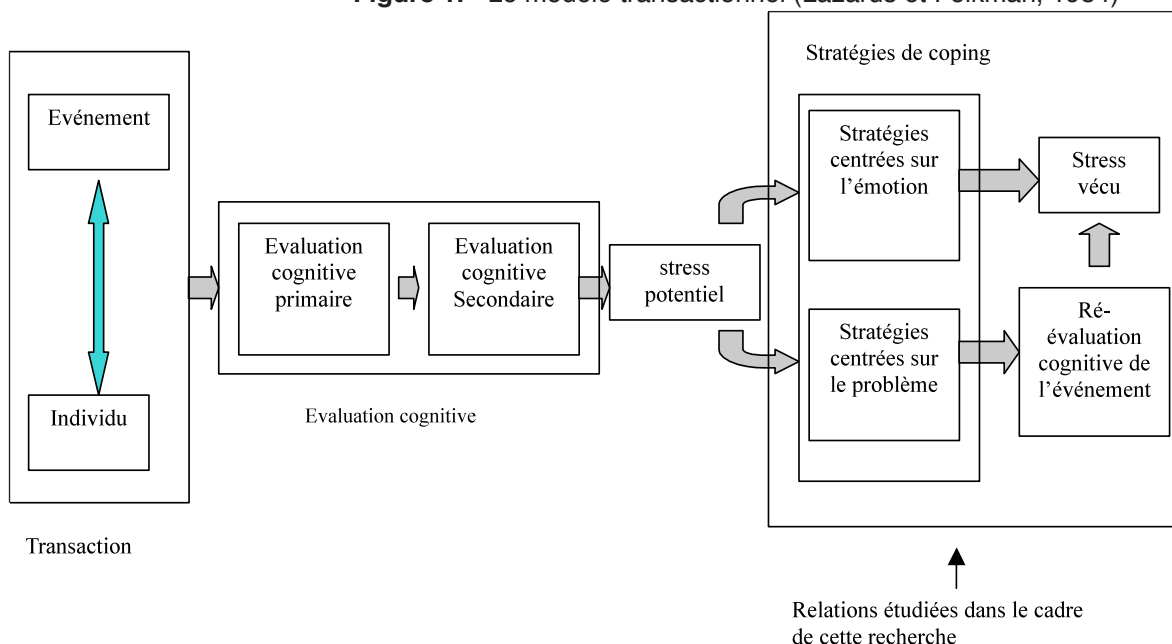 Figure 1. Le modèle transactionnel (Lazarus et Folkman, 1984)
Stratégies de coping
Evénement
Individu
Transaction
Evaluation
cognitive
primaire
Evaluation
cognitive
Secondaire
Evaluation cognitive
stress
potentiel
Stratégies
centrées sur
l’émotion
Stress
vécu
Stratégies
centrées sur
le problème
Ré-
évaluation
cognitive de
l’événement
Relations étudiées dans le cadre
de cette recherche